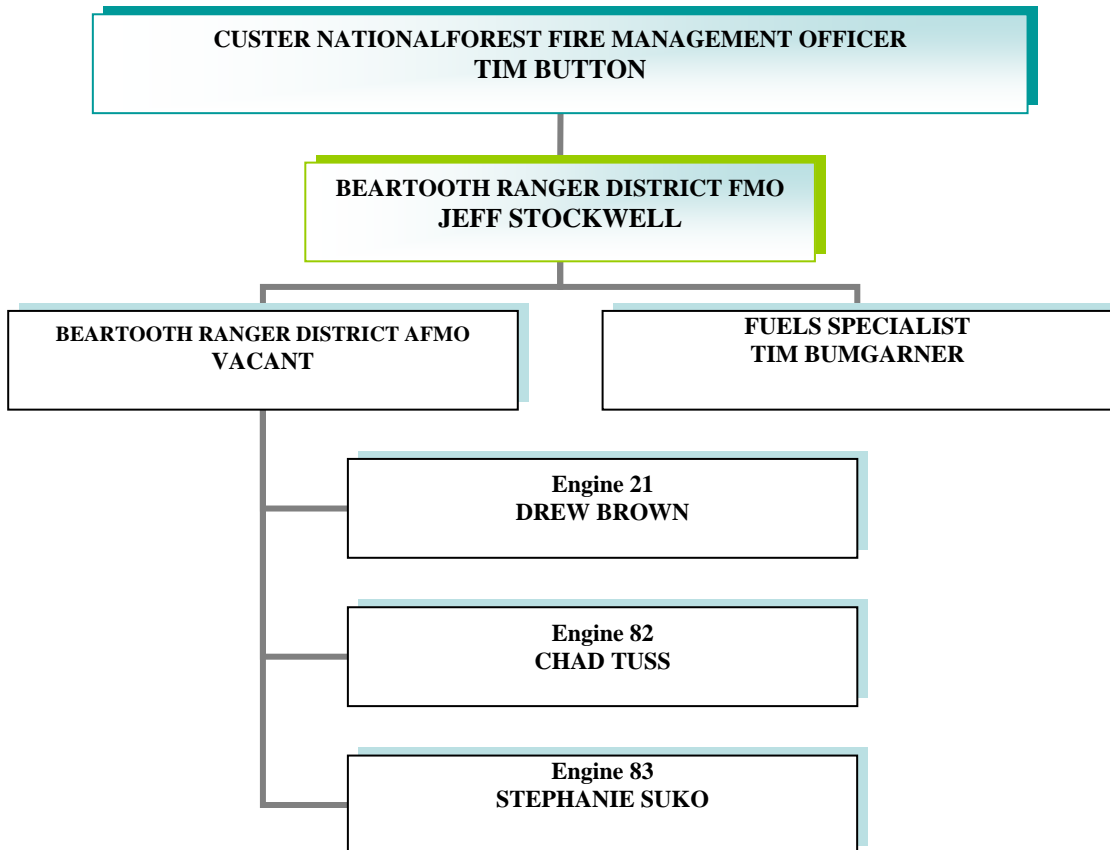 CUSTER NATIONALFOREST FIRE MANAGEMENT OFFICER
TIM BUTTON
BEARTOOTH RANGER DISTRICT FMO
JEFF STOCKWELL
BEARTOOTH RANGER DISTRICT AFMO
VACANT
FUELS SPECIALIST
TIM BUMGARNER
Engine 21
DREW BROWN
Engine 82
CHAD TUSS
Engine 83
STEPHANIE SUKO